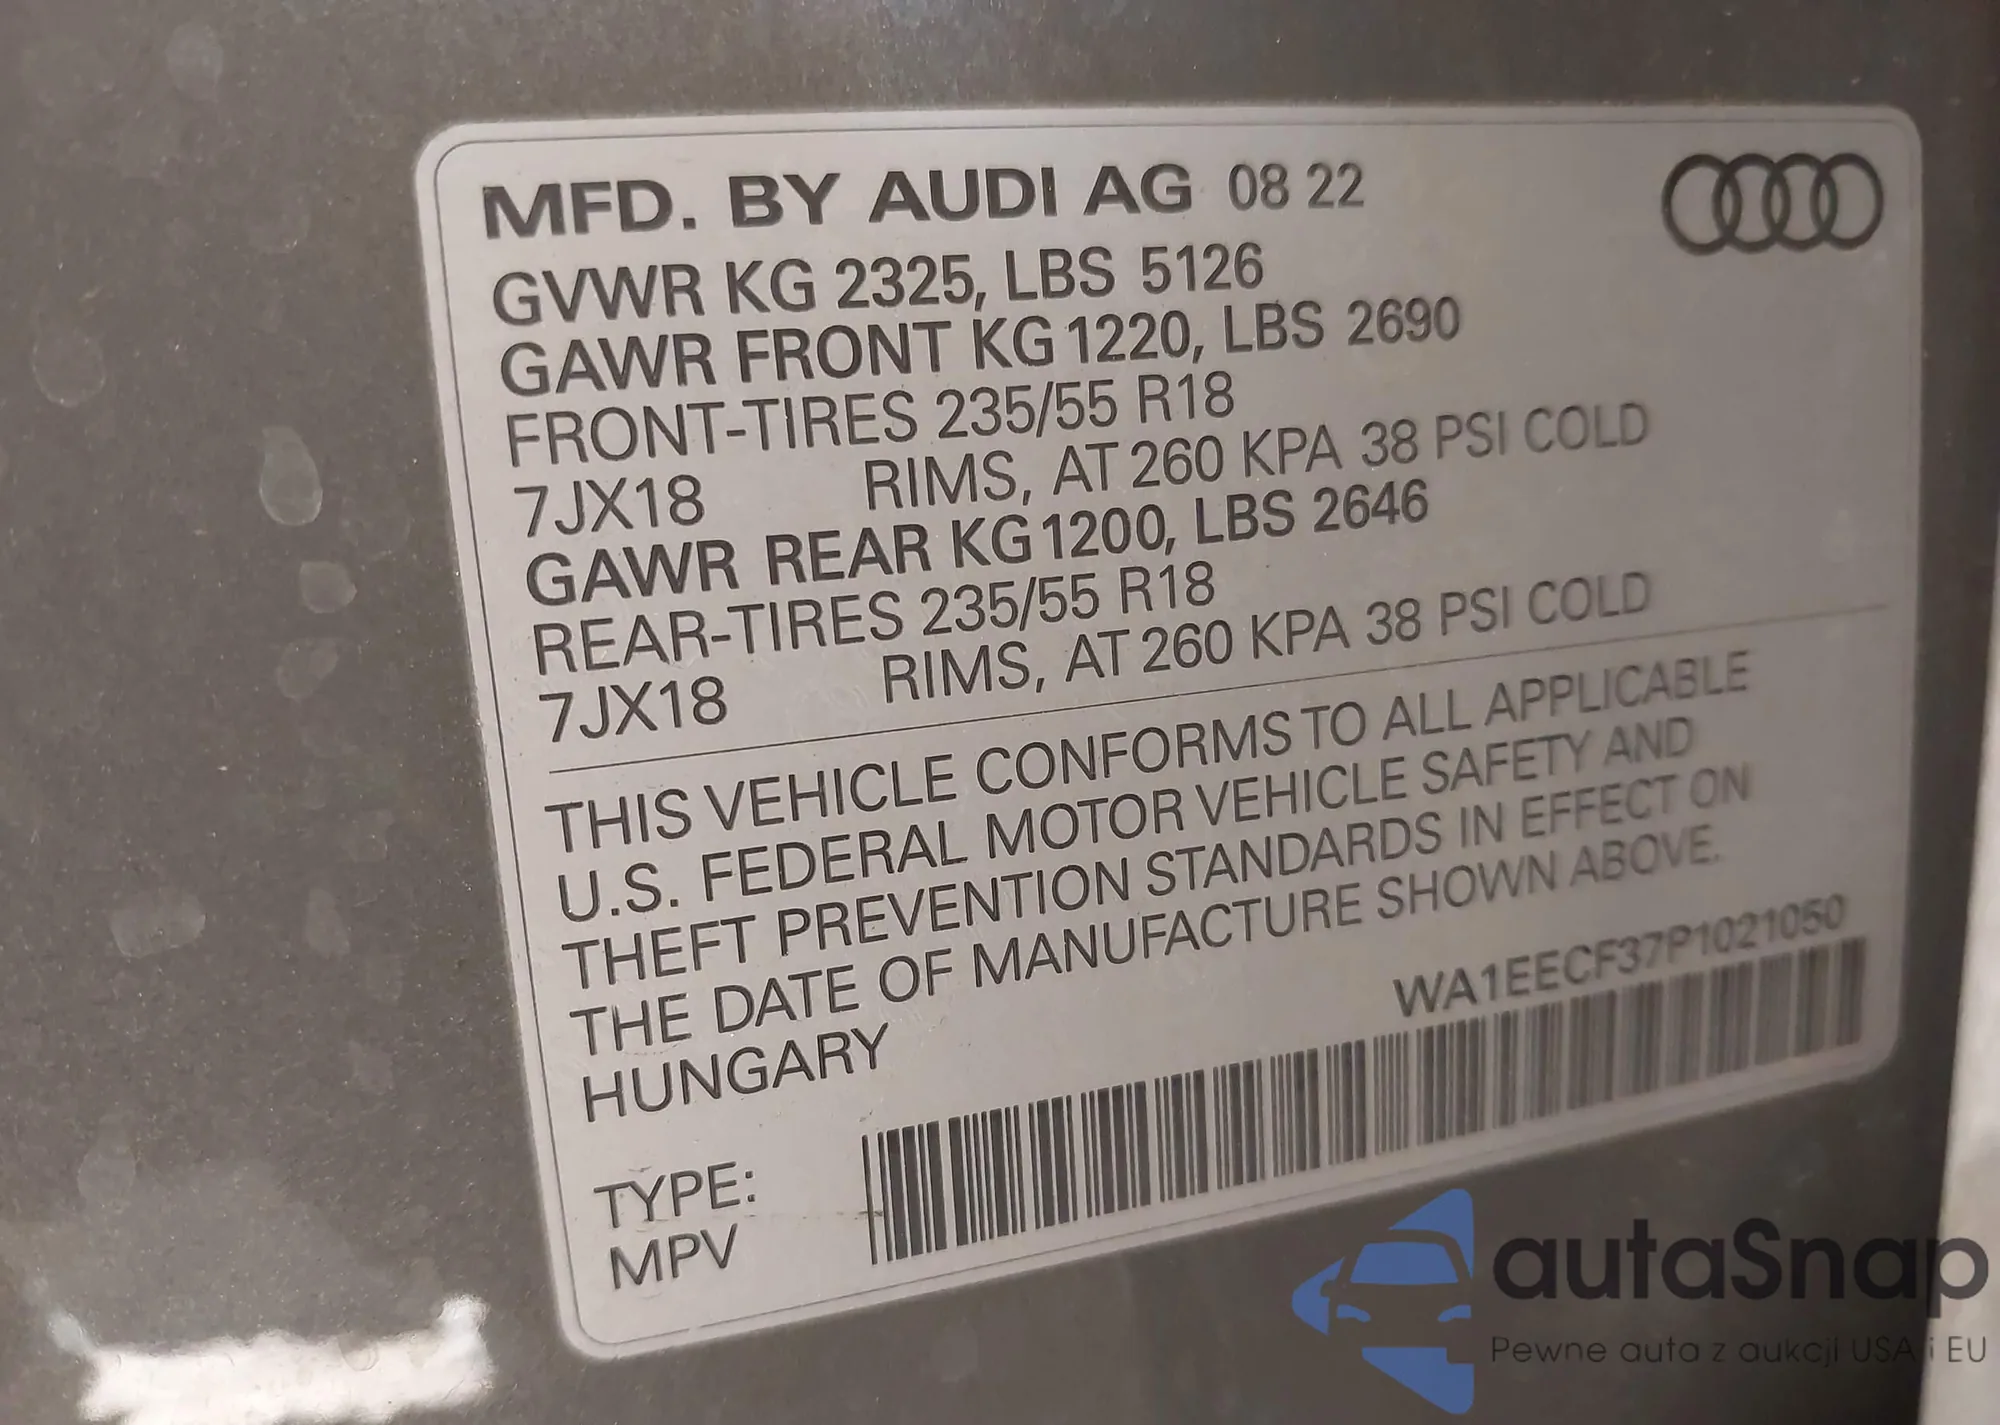 MFD. BY AUDI AG 08 22
GVWR KG 2325, LBS 5126
GAWR FRONT KG 1220, LBS 2690
FRONT-TIRES 235/55 R18
7JX18 RIMS, AT 260 KPA 38 PSI COLD
GAWR REAR KG 1200, LBS 2646
REAR-TIRES 235/55 R18
7JX18 RIMS, AT 260 KPA 38 PSI COLD
THIS VEHICLE CONFORMS TO ALL APPLICABLE
U.S. FEDERAL MOTOR VEHICLE SAFETY AND
THEFT PREVENTION STANDARDS IN EFFECT ON
THE DATE OF MANUFACTURE SHOWN ABOVE.
HUNGARY
WA1EECF37P1021050
TYPE:
MPV
autaSnap
Pewne auta z aukcji USA i EU